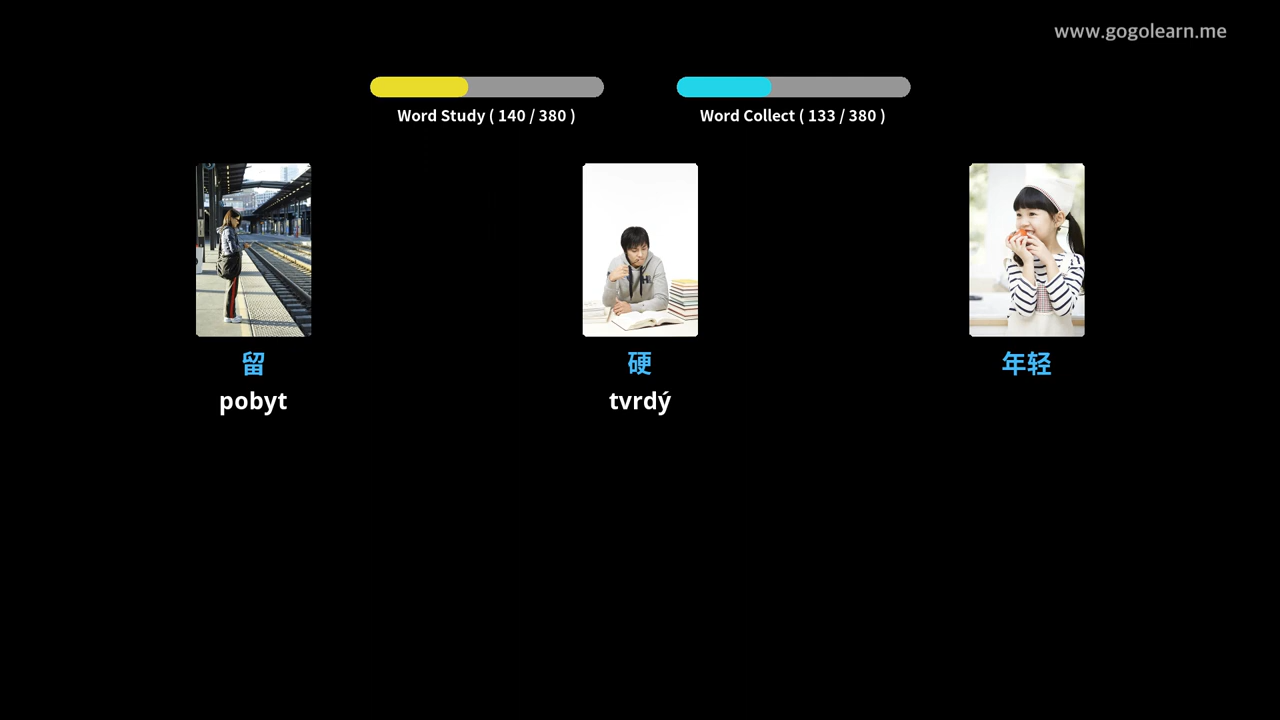 www.gogolearn.me
Word Study ( 140 / 380 )
Word Collect ( 133 / 380 )
留
硬
年轻
pobyt
tvrdý